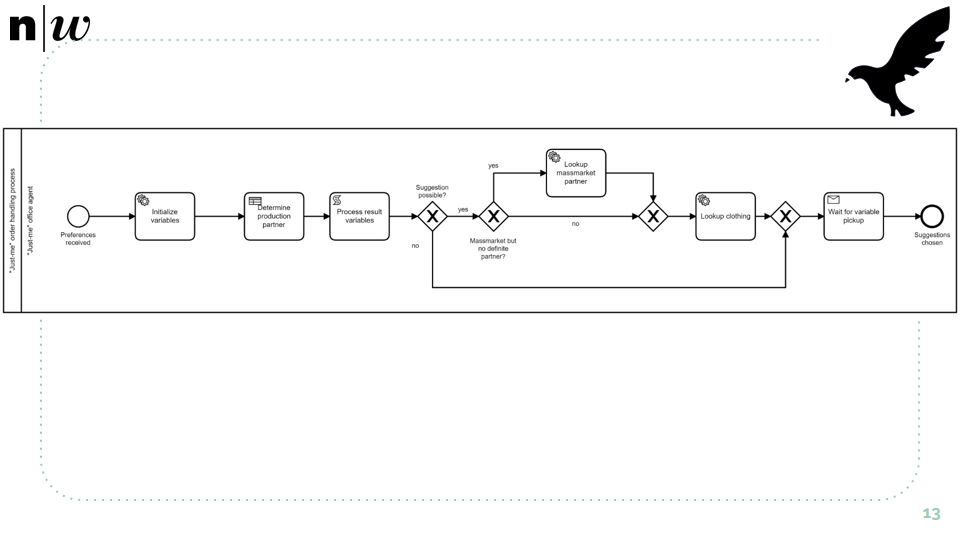 n|w
"Just-me" order handling process
"Just-me" office agent
Preferences
received
Initialize
variables
Determine
production
partner
Process result
variables
Suggestion
possible?
X
yes
no
X
Massmarket but
no definite
partner?
yes
no
Lookup
massmarket
partner
X
Lookup clothing
X
Wait for variable
pickup
Suggestions
chosen
13